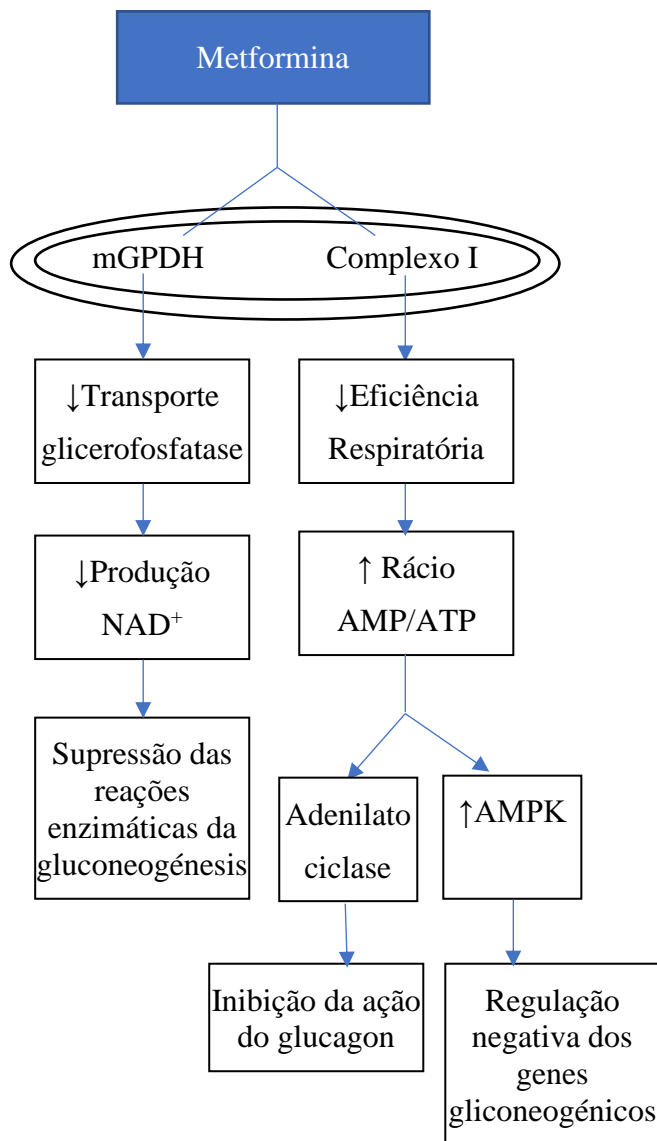 Metformina
mGPDH
Complexo I
↓Transporte
glicerofosfatase
↓Eficiência
Respiratória
↓Produção
NAD⁺
↑ Rácio
AMP/ATP
Supressão das
reações
enzimáticas da
gluconeogénesis
Adenilato
ciclase
↑AMPK
Inibição da ação
do glucagon
Regulação
negativa dos
genes
gliconeogénicos